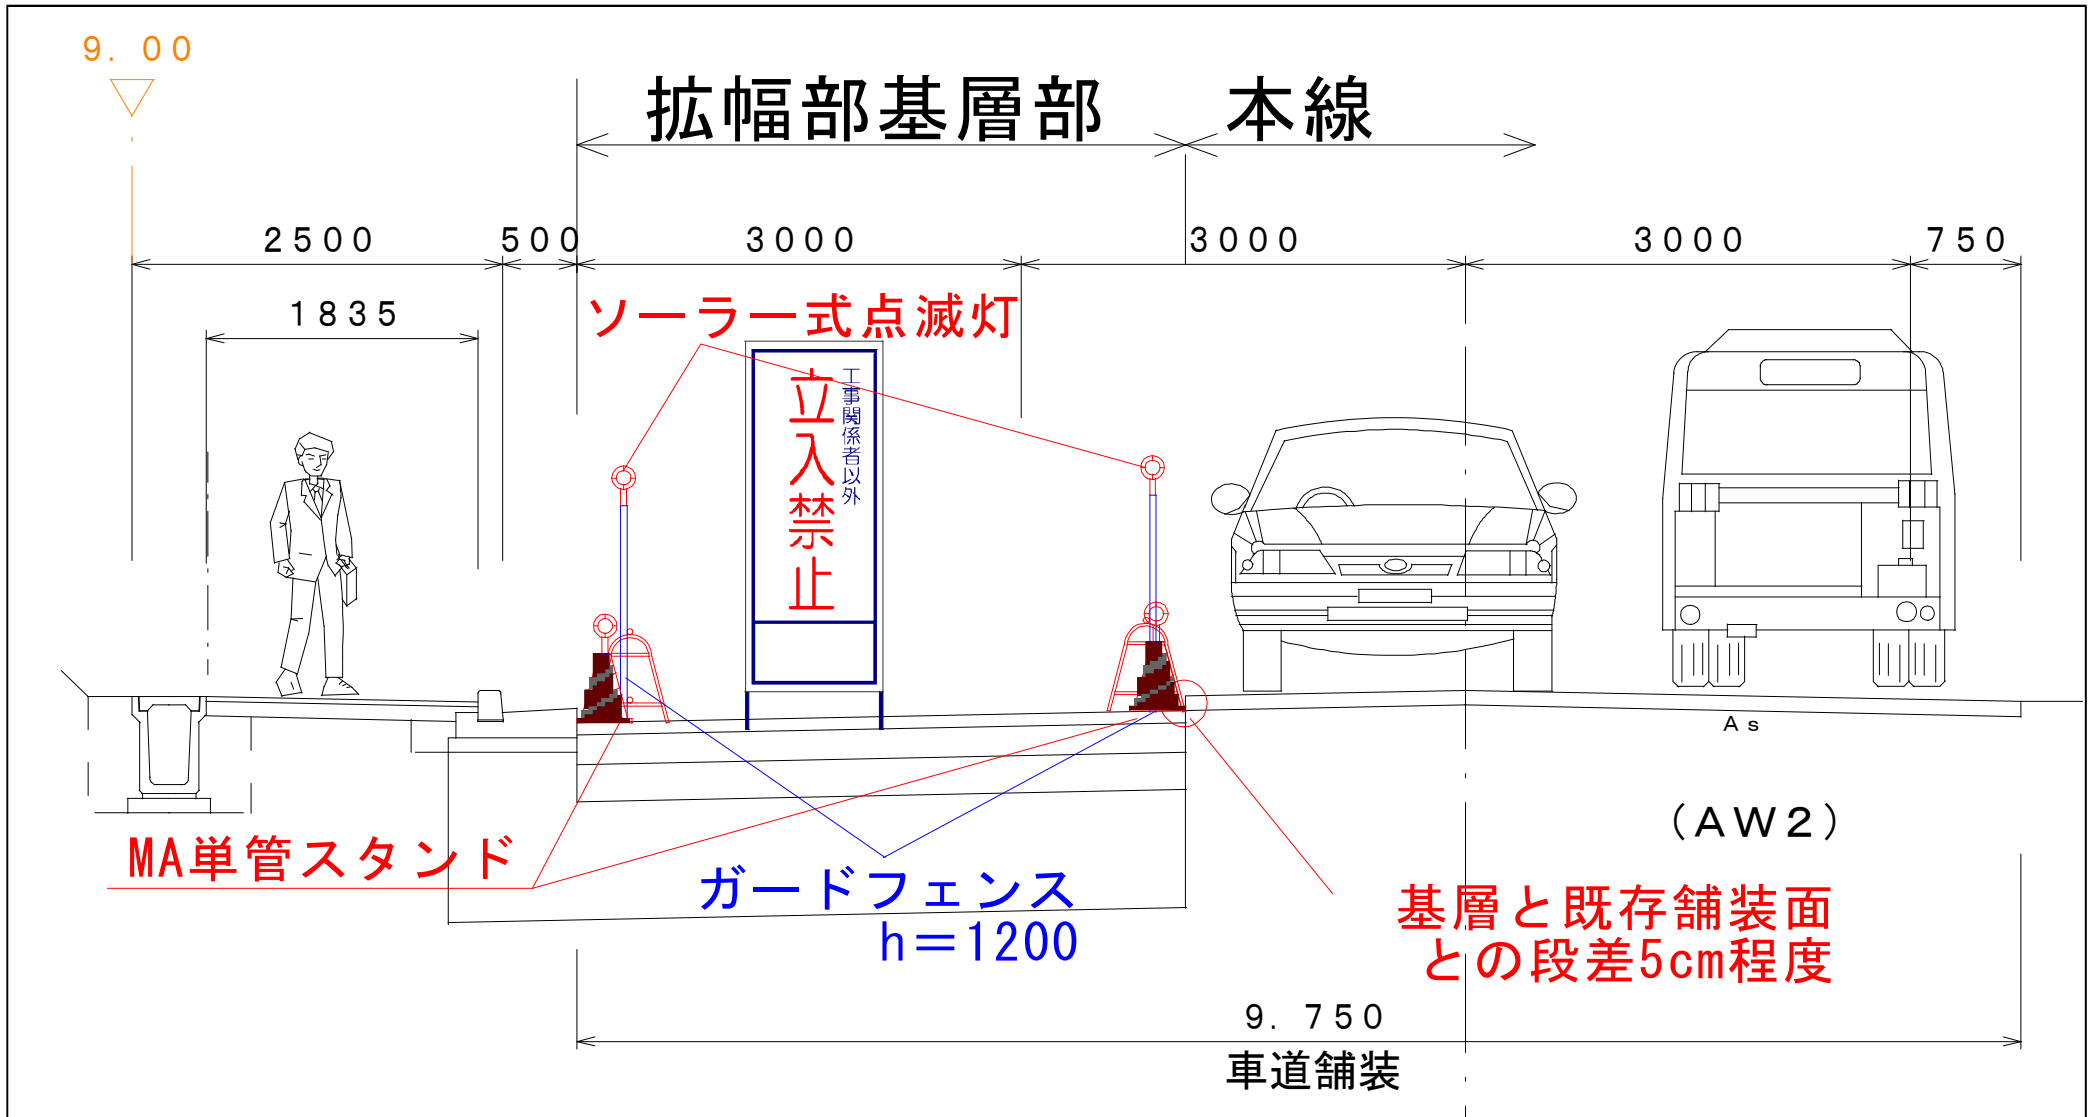 9. 00
拡幅部基層部
本線
2500
500
3000
3000
3000
750
1835
ソーラー式点滅灯
工事関係者以外
立入禁止
As
(AW2)
MA単管スタンド
ガードフェンス
h=1200
基層と既存舗装面
との段差5cm程度
9. 750
車道舗装